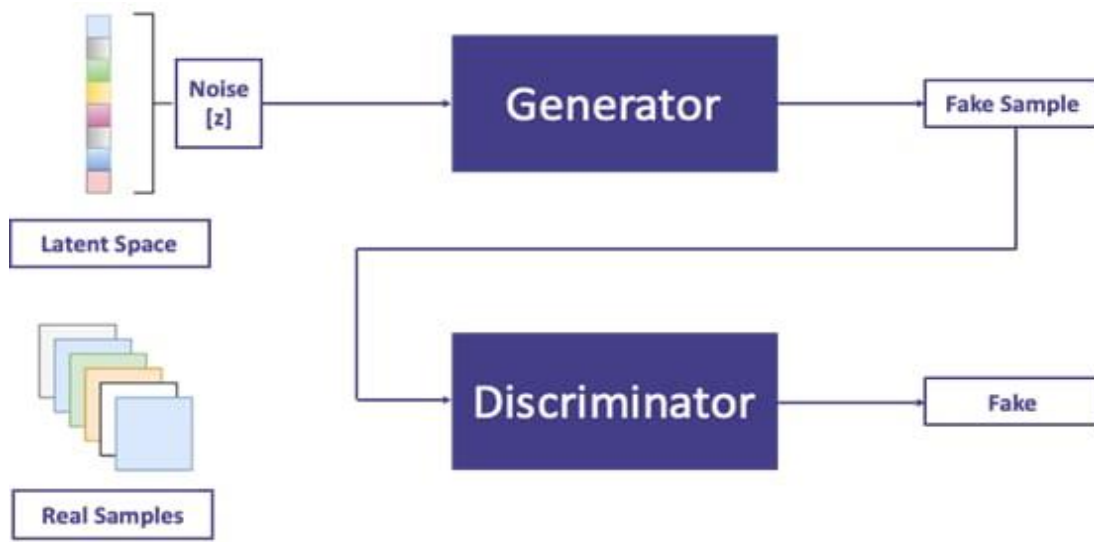 Noise
[z]
Generator
Fake Sample
Latent Space
Discriminator
Fake
Real Samples